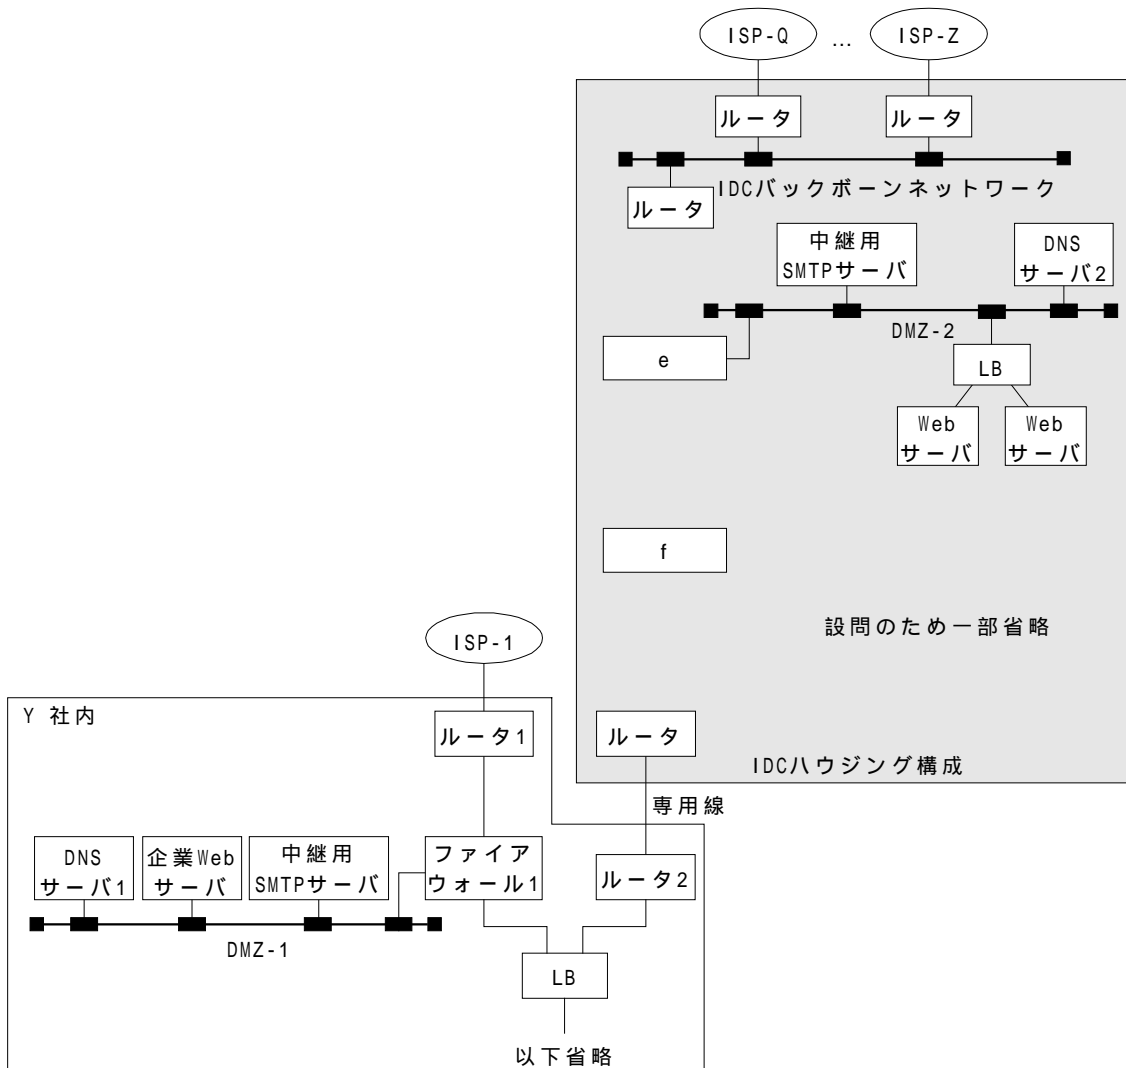 ISP-Q
...
ISP-Z
ルータ
ルータ
IDCバックボーンネットワーク
ルータ
中継用
SMTPサーバ
DNS
サーバ2
DMZ-2
e
LB
Web
サーバ
Web
サーバ
f
設問のため一部省略
ISP-1
Y 社内
ルータ1
ルータ
IDCハウジング構成
専用線
DNS
サーバ1
企業Web
サーバ
中継用
SMTPサーバ
ファイア
ウォール1
ルータ2
DMZ-1
LB
以下省略